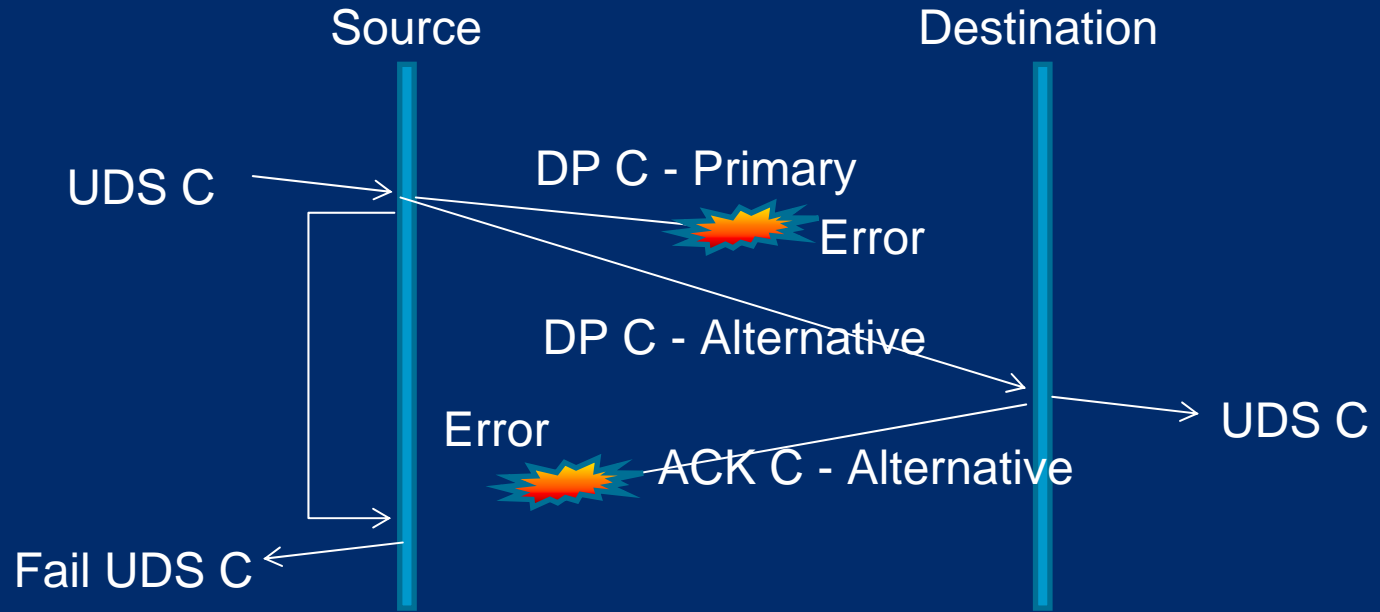 Source
Destination
DP C - Primary
UDS C
Error
DP C - Alternative
Error
UDS C
ACK C - Alternative
Fail UDS C